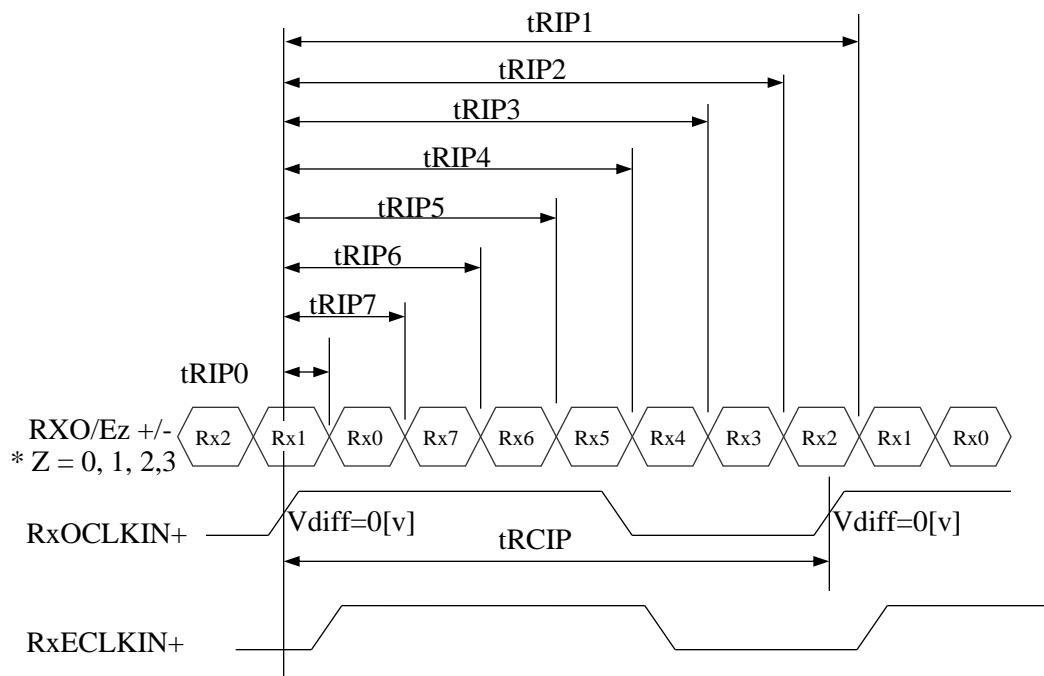 tRIP1
tRIP2
tRIP3
tRIP4
tRIP5
tRIP6
tRIP7
tRIP0
RXO/Ez +/- Rx2 Rx1 Rx0 Rx7 Rx6 Rx5 Rx4 Rx3 Rx2 Rx1 Rx0
* Z = 0, 1, 2,3
RxOCLKIN+ Vdiff=0[v] Vdiff=0[v]
tRCIP
RxECLKIN+